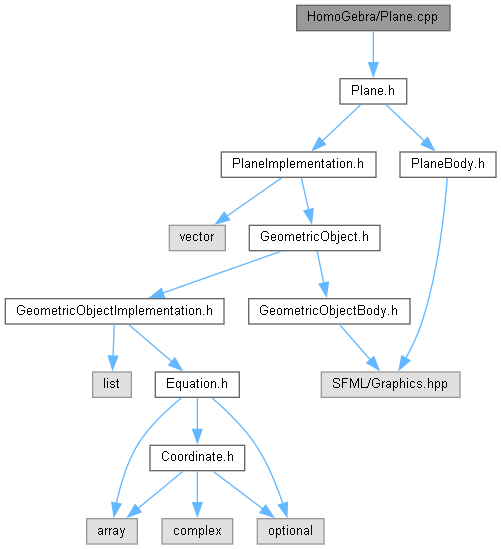 HomoGebra/Plane.cpp
Plane.h
PlaneImplementation.h
PlaneBody.h
vector
GeometricObject.h
GeometricObjectImplementation.h
GeometricObjectBody.h
list
Equation.h
SFML/Graphics.hpp
Coordinate.h
array
complex
optional